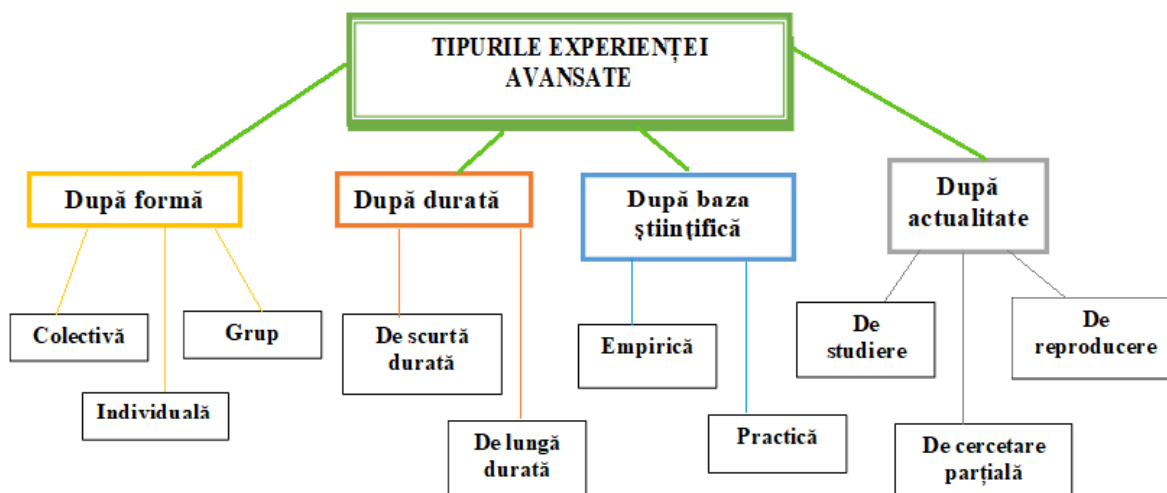 TIPURILE EXPERIENȚEI
AVANSATE
După formă
După durată
După baza
științifică
După
actualitate
Colectivă
Individuală
Grup
De scurtă
durată
De lungă
durată
Empirică
Practică
De
studiere
De cercetare
parțială
De
reproducere